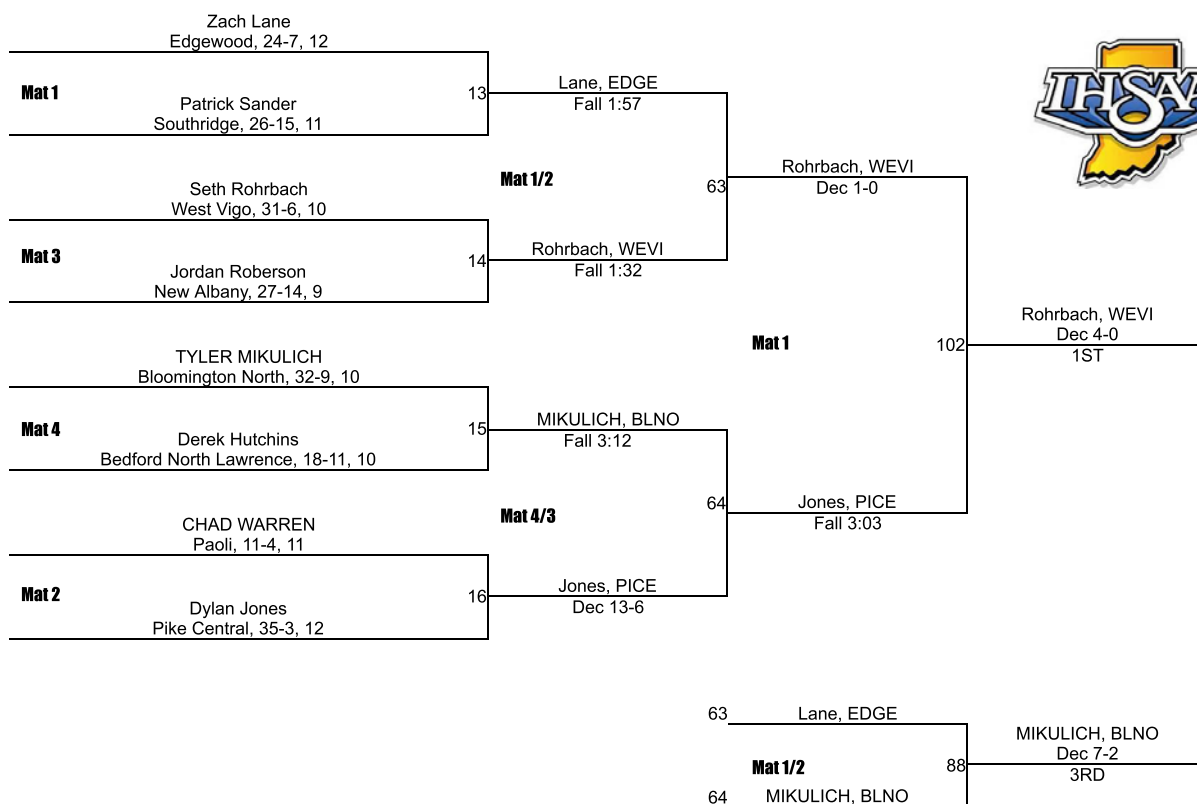 Zach Lane
Edgewood, 24-7, 12
Mat 1
Patrick Sander
Southridge, 26-15, 11
13
Lane, EDGE
Fall 1:57
IHSAA
Seth Rohrbach
West Vigo, 31-6, 10
Mat 3
Jordan Roberson
New Albany, 27-14, 9
14
Rohrbach, WEVI
Fall 1:32
Mat 1/2
63
Rohrbach, WEVI
Dec 1-0
TYLER MIKULICH
Bloomington North, 32-9, 10
Mat 4
Derek Hutchins
Bedford North Lawrence, 18-11, 10
15
MIKULICH, BLNO
Fall 3:12
CHAD WARREN
Paoli, 11-4, 11
Mat 2
Dylan Jones
Pike Central, 35-3, 12
16
Jones, PICE
Dec 13-6
Mat 4/3
64
Jones, PICE
Fall 3:03
Mat 1
102
Rohrbach, WEVI
Dec 4-0
1ST
63
Lane, EDGE
Mat 1/2
64
MIKULICH, BLNO
88
MIKULICH, BLNO
Dec 7-2
3RD